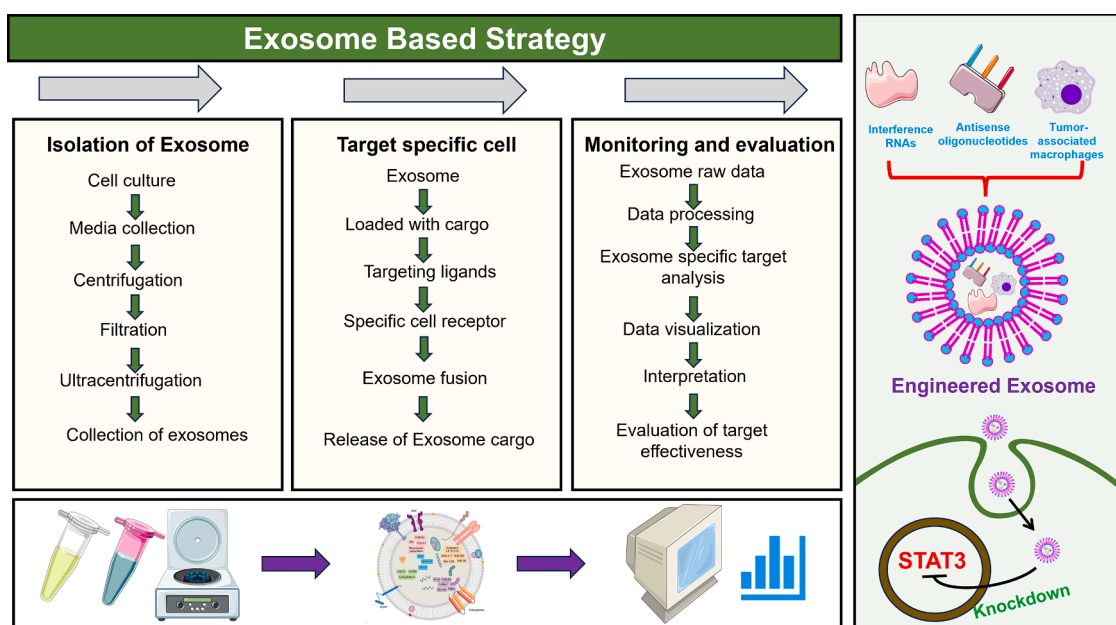 Exosome Based Strategy
Isolation of Exosome
Cell culture
Media collection
Centrifugation
Filtration
Ultracentrifugation
Collection of exosomes
Target specific cell
Exosome
Loaded with cargo
Targeting ligands
Specific cell receptor
Exosome fusion
Release of Exosome cargo
Monitoring and evaluation
Exosome raw data
Data processing
Exosome specific target
analysis
Data visualization
Interpretation
Evaluation of target
effectiveness
Interference
RNAs
Antisense
oligonucleotides
Tumor-
associated
macrophages
Engineered Exosome
STAT3
Knockdown